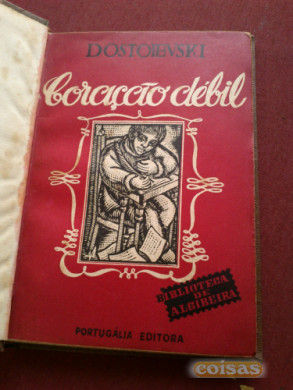 DOSTOIEVSKI
Coração débil
BIBLIOTECA
DE
ALGIBEIRA
PORTUGÁLIA EDITORA
coisas